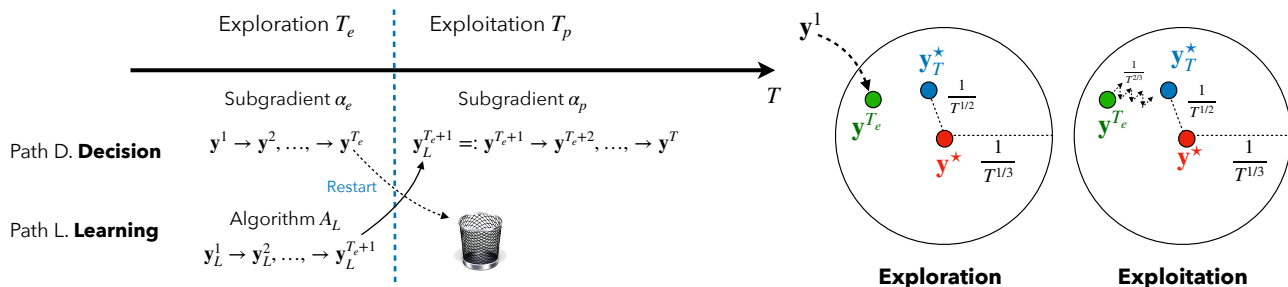 Exploration T_e
Exploitation T_p
T
Subgradient α_e
Subgradient α_p
Path D. Decision
y^1 → y^2, …, → y^{T_e}
y_L^{T_e+1} =: y^{T_e+1} → y^{T_e+2}, …, → y^T
Restart
Path L. Learning
Algorithm A_L
y_L^1 → y_L^2, …, → y_L^{T_e+1}
y^1
y_T^⋆
1/T^{1/2}
y^{T_e}
y^⋆
1/T^{1/3}
Exploration
y_T^⋆
1/T^{2/3}
1/T^{1/2}
y^{T_e}
y^⋆
1/T^{1/3}
Exploitation